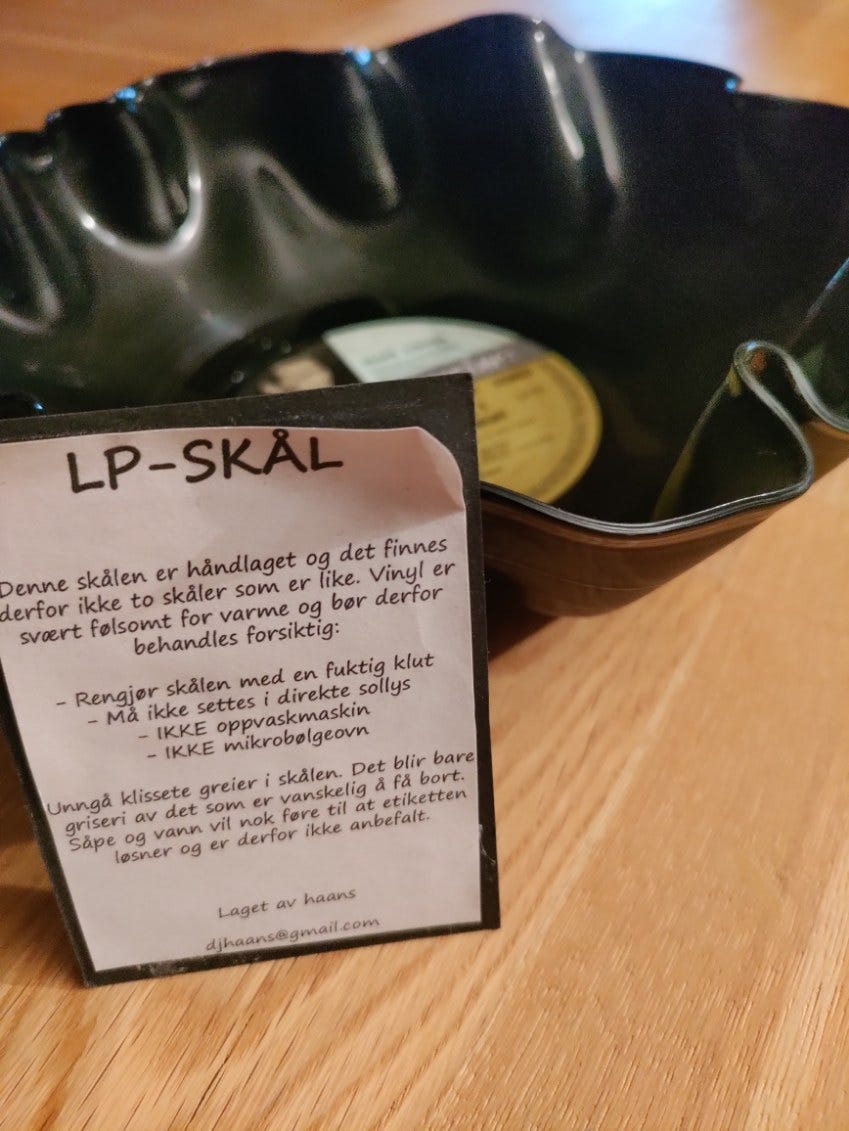 LP-SKÅL
Denne skålen er håndlaget og det finnes
derfor ikke to skåler som er like. Vinyl er
svært følsomt for varme og bør derfor
behandles forsiktig:
- Rengjør skålen med en fuktig klut
- Må ikke settes i direkte sollys
- IKKE oppvaskmaskin
- IKKE mikrobølgeovn
Unngå klissete greier i skålen. Det blir bare
griseri av det som er vanskelig å få bort.
Såpe og vann vil nok føre til at etiketten
løsner og er derfor ikke anbefalt.
Laget av haans
djhaans@gmail.com